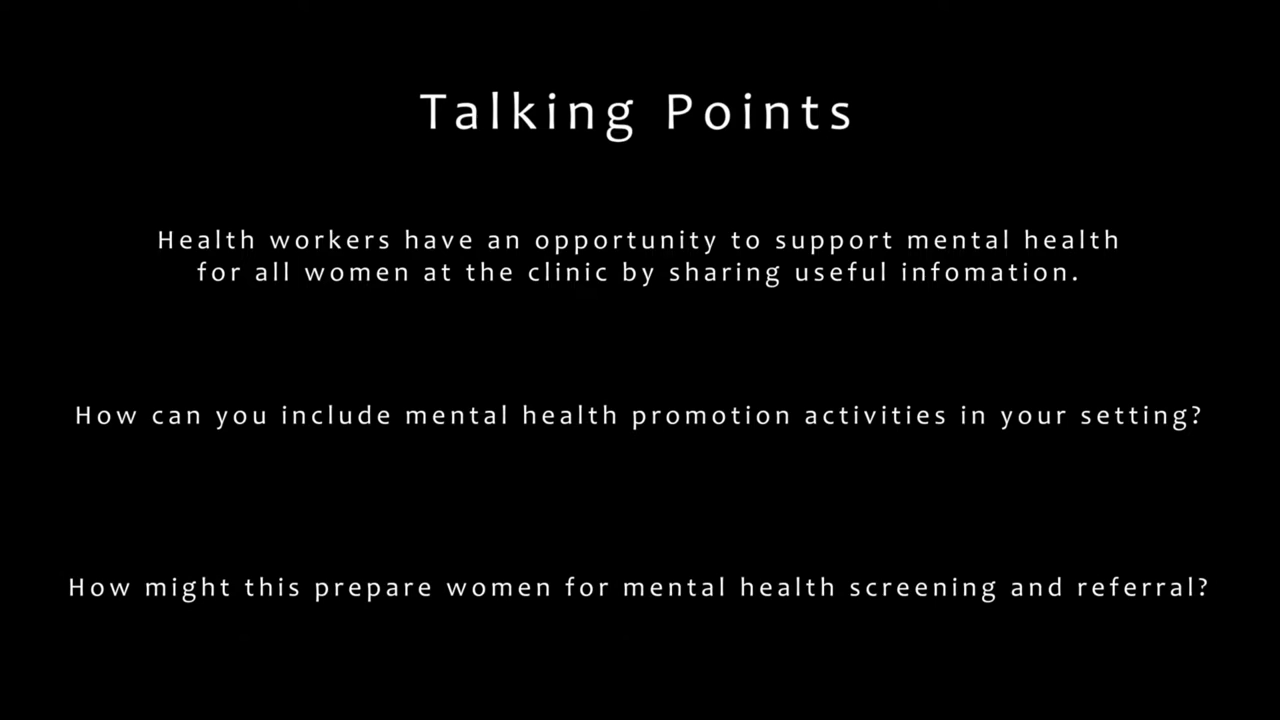 Talking Points
Health workers have an opportunity to support mental health
for all women at the clinic by sharing useful infomation.
How can you include mental health promotion activities in your setting?
How might this prepare women for mental health screening and referral?